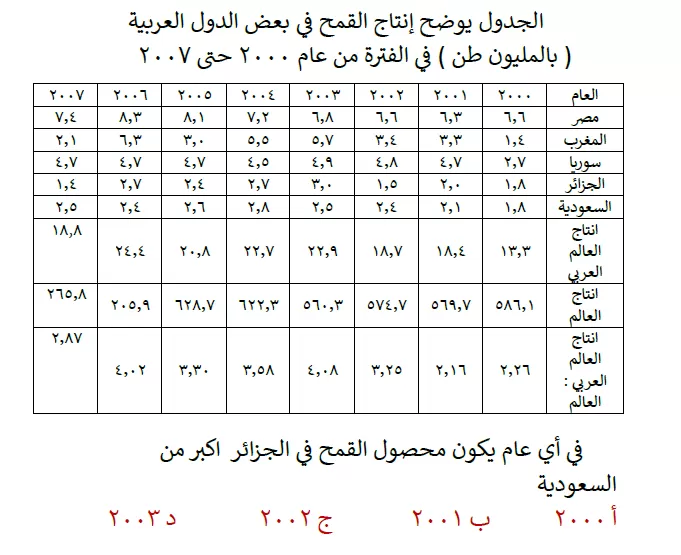 الجدول يوضح إنتاج القمح في بعض الدول العربية
( بالمليون طن ) في الفترة من عام ٢٠٠٠ حتى ٢٠٠٧
العام ٢٠٠٠ ٢٠٠١ ٢٠٠٢ ٢٠٠٣ ٢٠٠٤ ٢٠٠٥ ٢٠٠٦ ٢٠٠٧
مصر ٦,٦ ٦,٣ ٦,٦ ٦,٨ ٧,٢ ٨,١ ٨,٣ ٧,٤
المغرب ١,٤ ٣,٣ ٣,٤ ٥,٧ ٥,٥ ٣,٠ ٦,٣ ٢,١
سوريا ٢,٧ ٤,٧ ٤,٨ ٤,٩ ٤,٥ ٤,٧ ٤,٧ ٤,٧
الجزائر ١,٨ ٢,٠ ١,٥ ٣,٠ ٢,٧ ٢,٤ ٢,٧ ١,٤
السعودية ١,٨ ٢,١ ٢,٤ ٢,٥ ٢,٨ ٢,٦ ٢,٤ ٢,٥
انتاج
العالم ١٣,٣ ١٨,٤ ١٨,٧ ٢٢,٩ ٢٢,٧ ٢٠,٨ ٢٤,٤ ١٨,٨
العربي
انتاج
العالم ٥٨٦,١ ٥٦٩,٧ ٥٧٤,٧ ٥٦٠,٣ ٦٢٢,٣ ٦٢٨,٧ ٢٠٥,٩ ٢٦٥,٨
انتاج
العالم
العربي : ٢,٢٦ ٢,١٦ ٣,٢٥ ٤,٠٨ ٣,٥٨ ٣,٣٠ ٤,٠٢ ٢,٨٧
العالم
في أي عام يكون محصول القمح في الجزائر اكبر من
السعودية
أ ٢٠٠٠ ب ٢٠٠١ ج ٢٠٠٢ د ٢٠٠٣